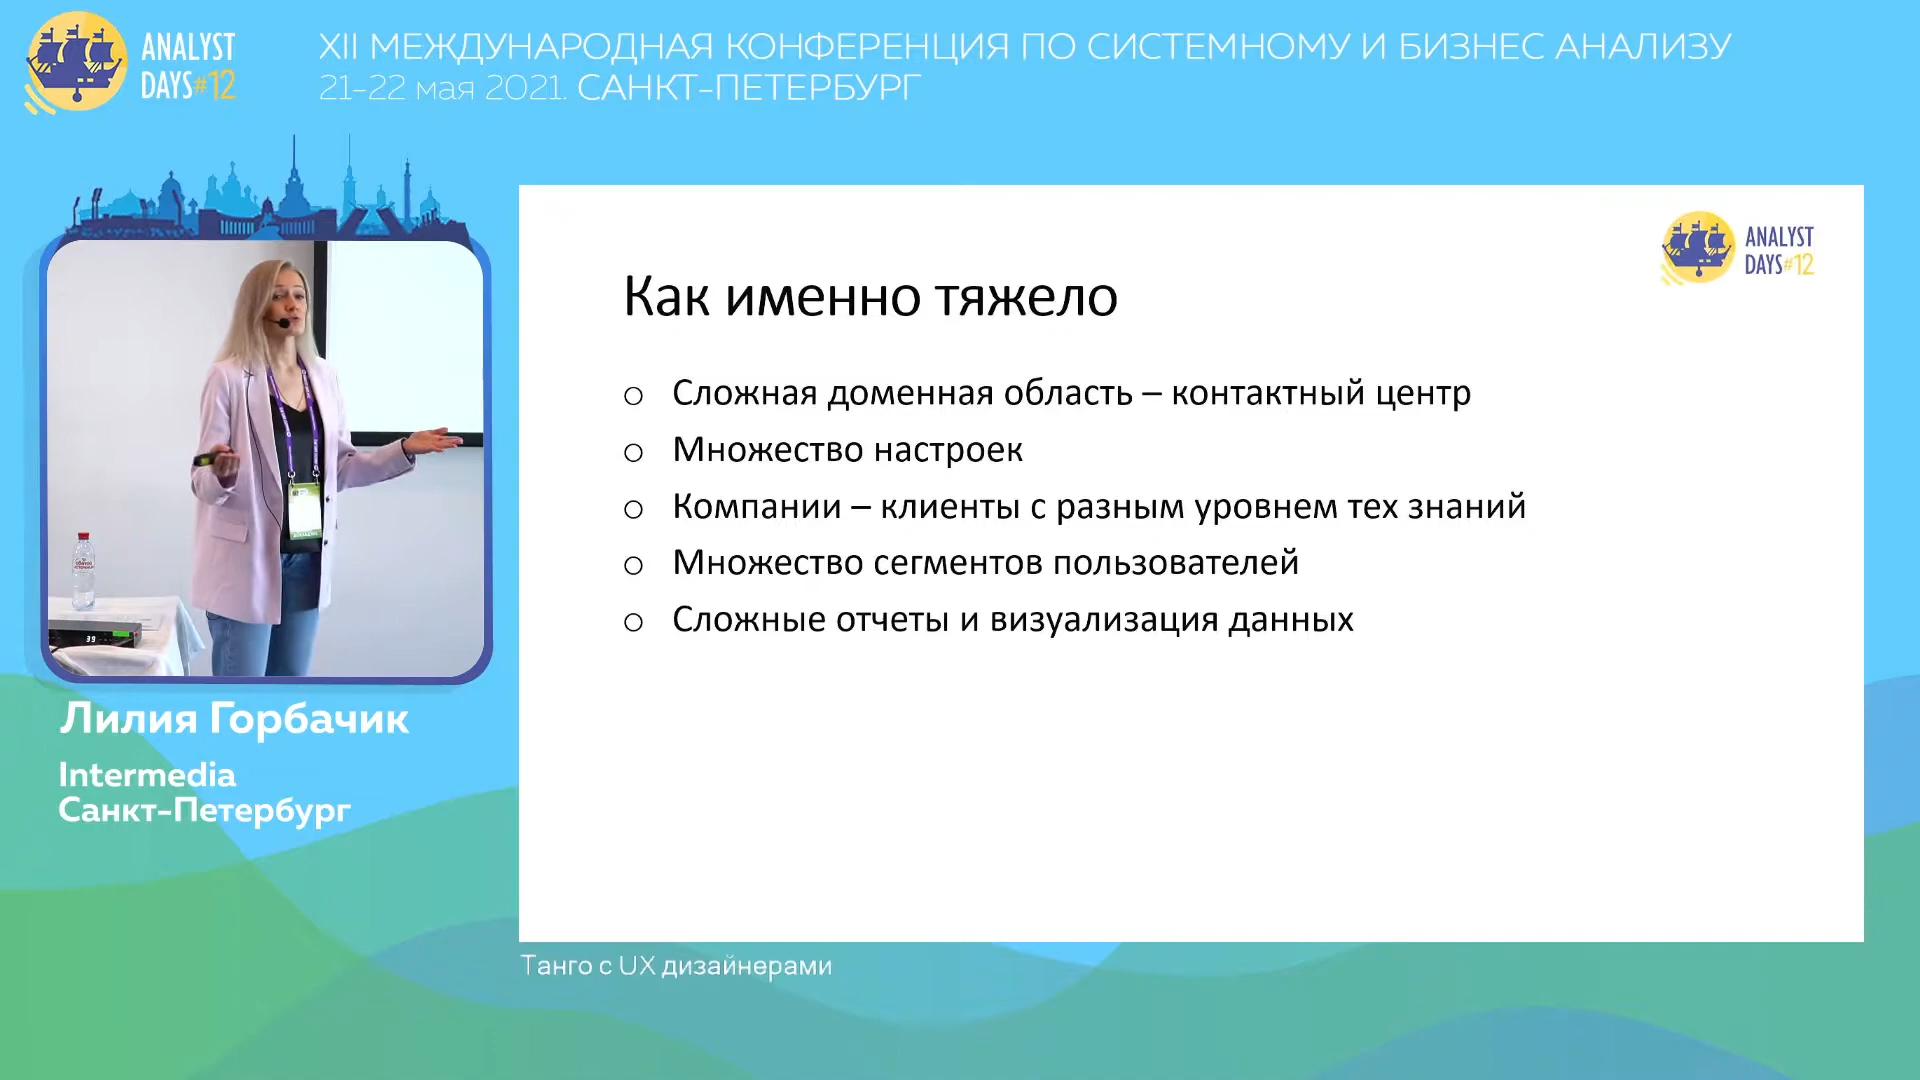 ANALYST
DAYS#12
XII МЕЖДУНАРОДНАЯ КОНФЕРЕНЦИЯ ПО СИСТЕМНОМУ И БИЗНЕС АНАЛИЗУ
21-22 мая 2021. САНКТ-ПЕТЕРБУРГ
ANALYST
DAYS#12
Как именно тяжело
Сложная доменная область – контактный центр
Множество настроек
Компании – клиенты с разным уровнем тех знаний
Множество сегментов пользователей
Сложные отчеты и визуализация данных
39
Лилия Горбачик
Intermedia
Санкт-Петербург
Танго с UX дизайнерами